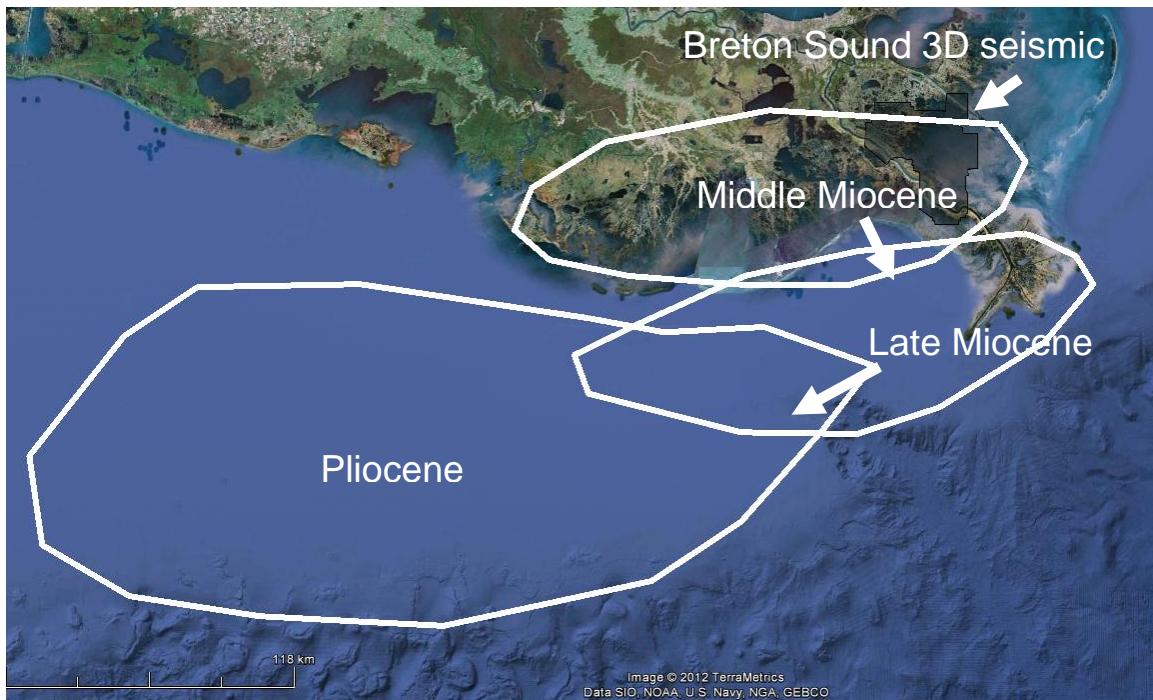 Breton Sound 3D seismic
Middle Miocene
Late Miocene
Pliocene
118 km
Image © 2012 TerraMetrics
Data SIO, NOAA, U.S. Navy, NGA, GEBCO